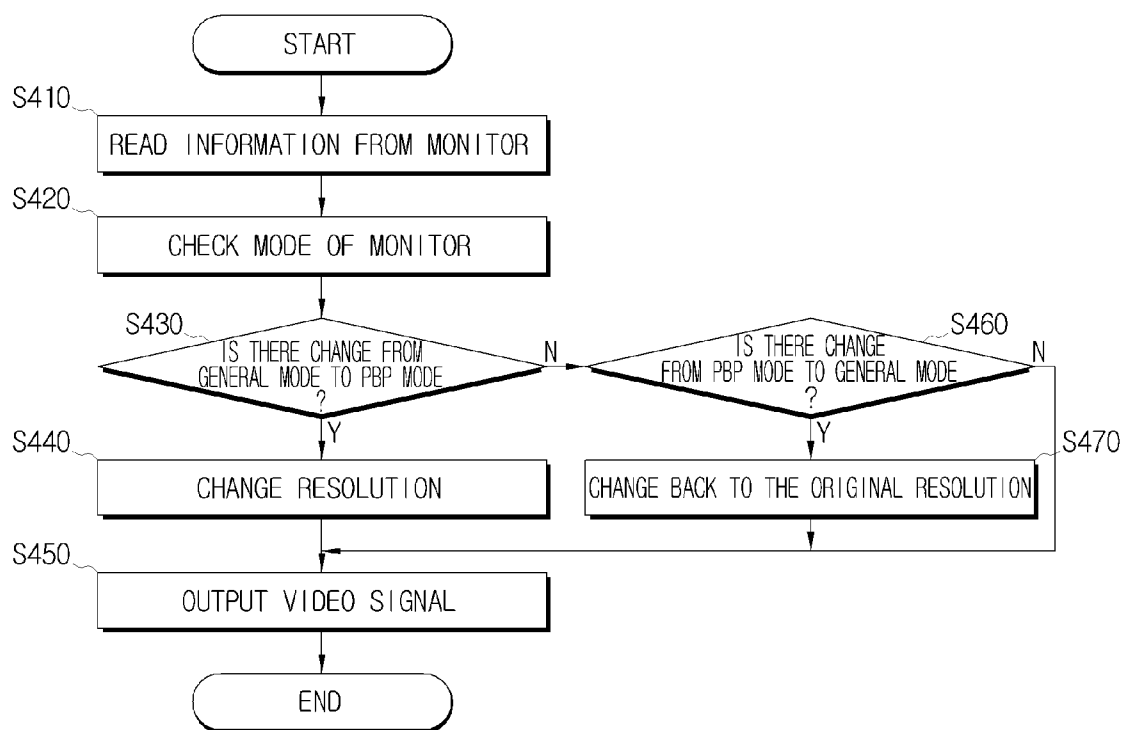 START
S410
READ INFORMATION FROM MONITOR
S420
CHECK MODE OF MONITOR
S430
IS THERE CHANGE FROM
GENERAL MODE TO PBP MODE
?
N
Y
S460
IS THERE CHANGE
FROM PBP MODE TO GENERAL MODE
?
N
Y
S440
CHANGE RESOLUTION
S470
CHANGE BACK TO THE ORIGINAL RESOLUTION
S450
OUTPUT VIDEO SIGNAL
END